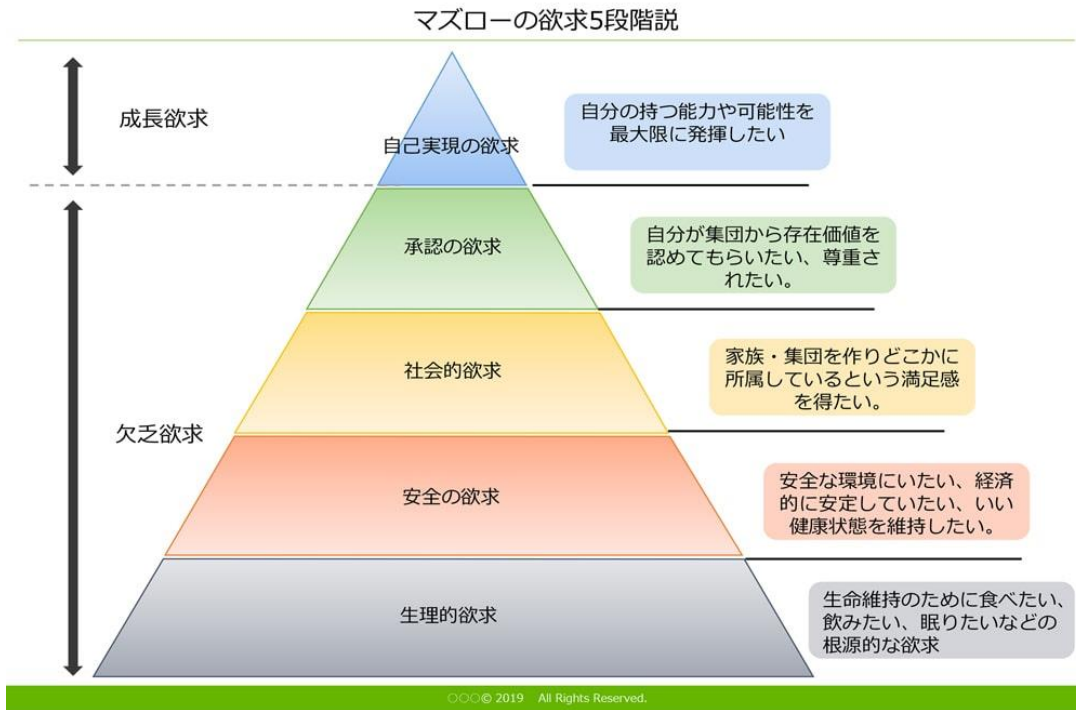 マズローの欲求5段階説
成長欲求
自己実現の欲求
自分の持つ能力や可能性を
最大限に発揮したい
承認の欲求
自分が集団から存在価値を
認めてもらいたい、尊重さ
れたい。
社会的欲求
家族・集団を作りどこかに
所属しているという満足感
を得たい。
欠乏欲求
安全の欲求
安全な環境にいたい、経済
的に安定していたい、いい
健康状態を維持したい。
生理的欲求
生命維持のために食べたい、
飲みたい、眠りたいなどの
根源的な欲求
〇〇〇© 2019 All Rights Reserved.